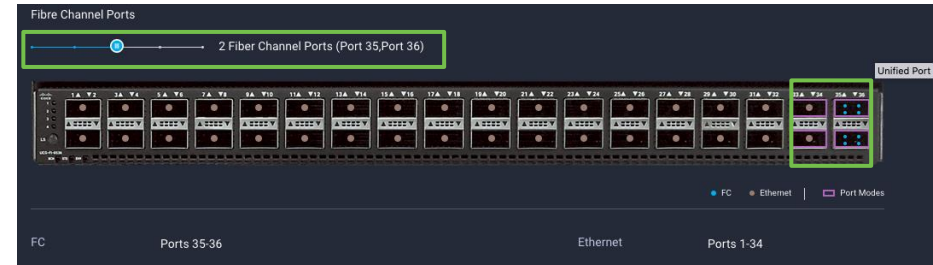 Fibre Channel Ports
2 Fiber Channel Ports (Port 35,Port 36)
Unified Port
1▲ ▼2 3▲ ▼4 5▲ ▼6 7▲ ▼8 9▲ ▼10 11▲ ▼12 13▲ ▼14 15▲ ▼16 17▲ ▼18 19▲ ▼20 21▲ ▼22 23▲ ▼24 25▲ ▼26 27▲ ▼28 29▲ ▼30 31▲ ▼32 33▲ ▼34 35▲ ▼36
FC Ethernet | Port Modes
FC Ports 35-36 Ethernet Ports 1-34